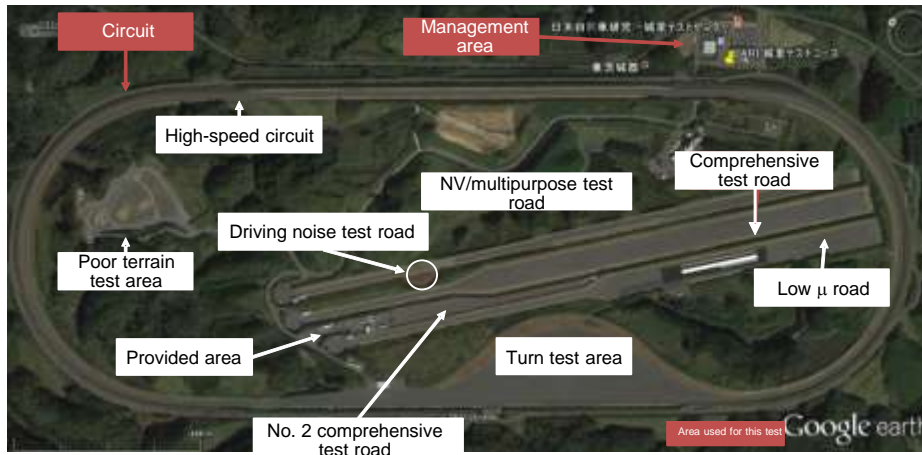 Circuit
Management
area
High-speed circuit
Comprehensive
test road
NV/multipurpose test
road
Driving noise test road
Poor terrain
test area
Low μ road
Provided area
Turn test area
No. 2 comprehensive
test road
Area used for this test
Google earth